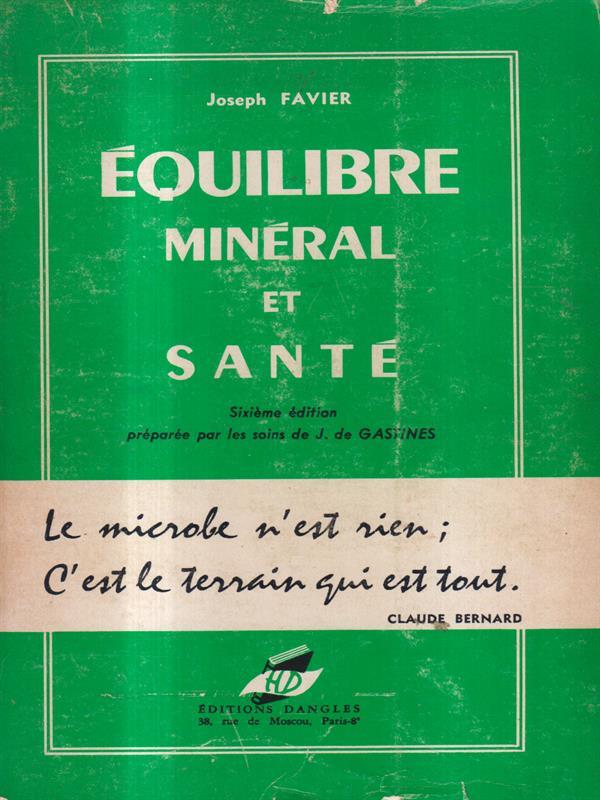 Joseph FAVIER
ÉQUILIBRE
MINÉRAL
ET
SANTÉ
Sixième édition
préparée par les soins de J. de GASTINES
Le microbe n'est rien ;
C'est le terrain qui est tout.
CLAUDE BERNARD
HD
ÉDITIONS DANGLES
38, rue de Moscou, Paris-8e